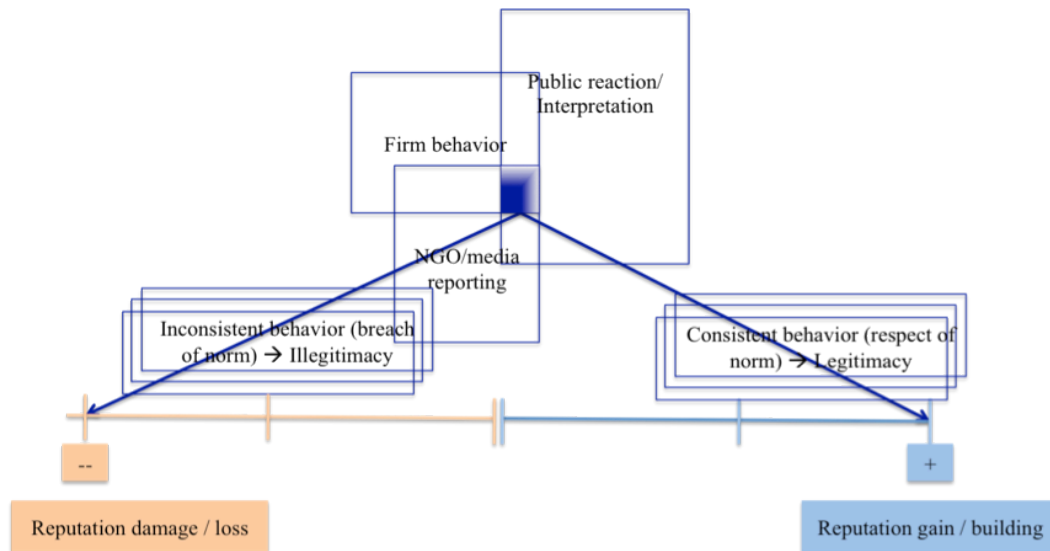 Public reaction/
Interpretation
Firm behavior
NGO/media
reporting
Inconsistent behavior (breach
of norm) → Illegitimacy
Consistent behavior (respect of
norm) → Legitimacy
--
+
Reputation damage / loss
Reputation gain / building